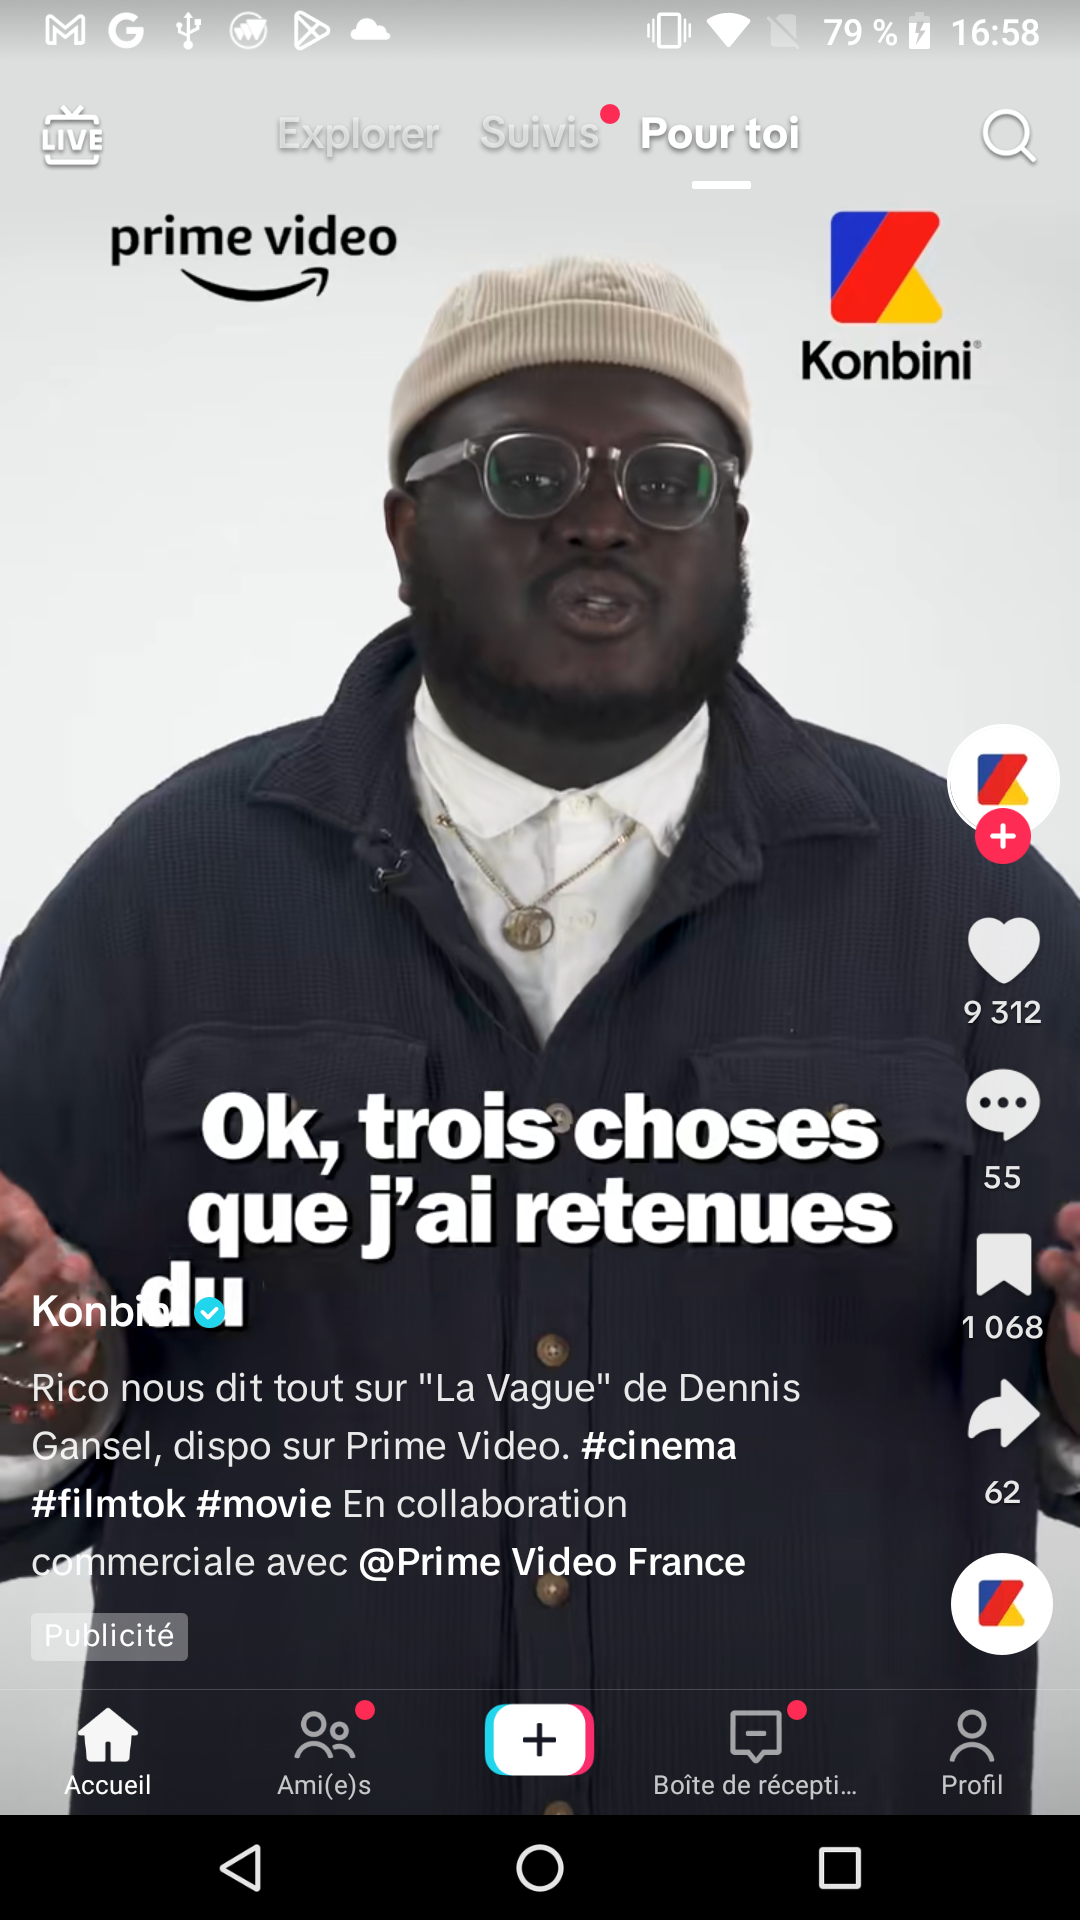 79 %
16:58
LIVE
Explorer
Suivis
Pour toi
prime video
Konbini
9 312
55
1 068
62
Ok, trois choses
que j'ai retenues
du
Konbini
Rico nous dit tout sur "La Vague" de Dennis
Gansel, dispo sur Prime Video. #cinema
#filmtok #movie En collaboration
commerciale avec @Prime Video France
Publicité
Accueil
Ami(e)s
Boîte de récepti...
Profil